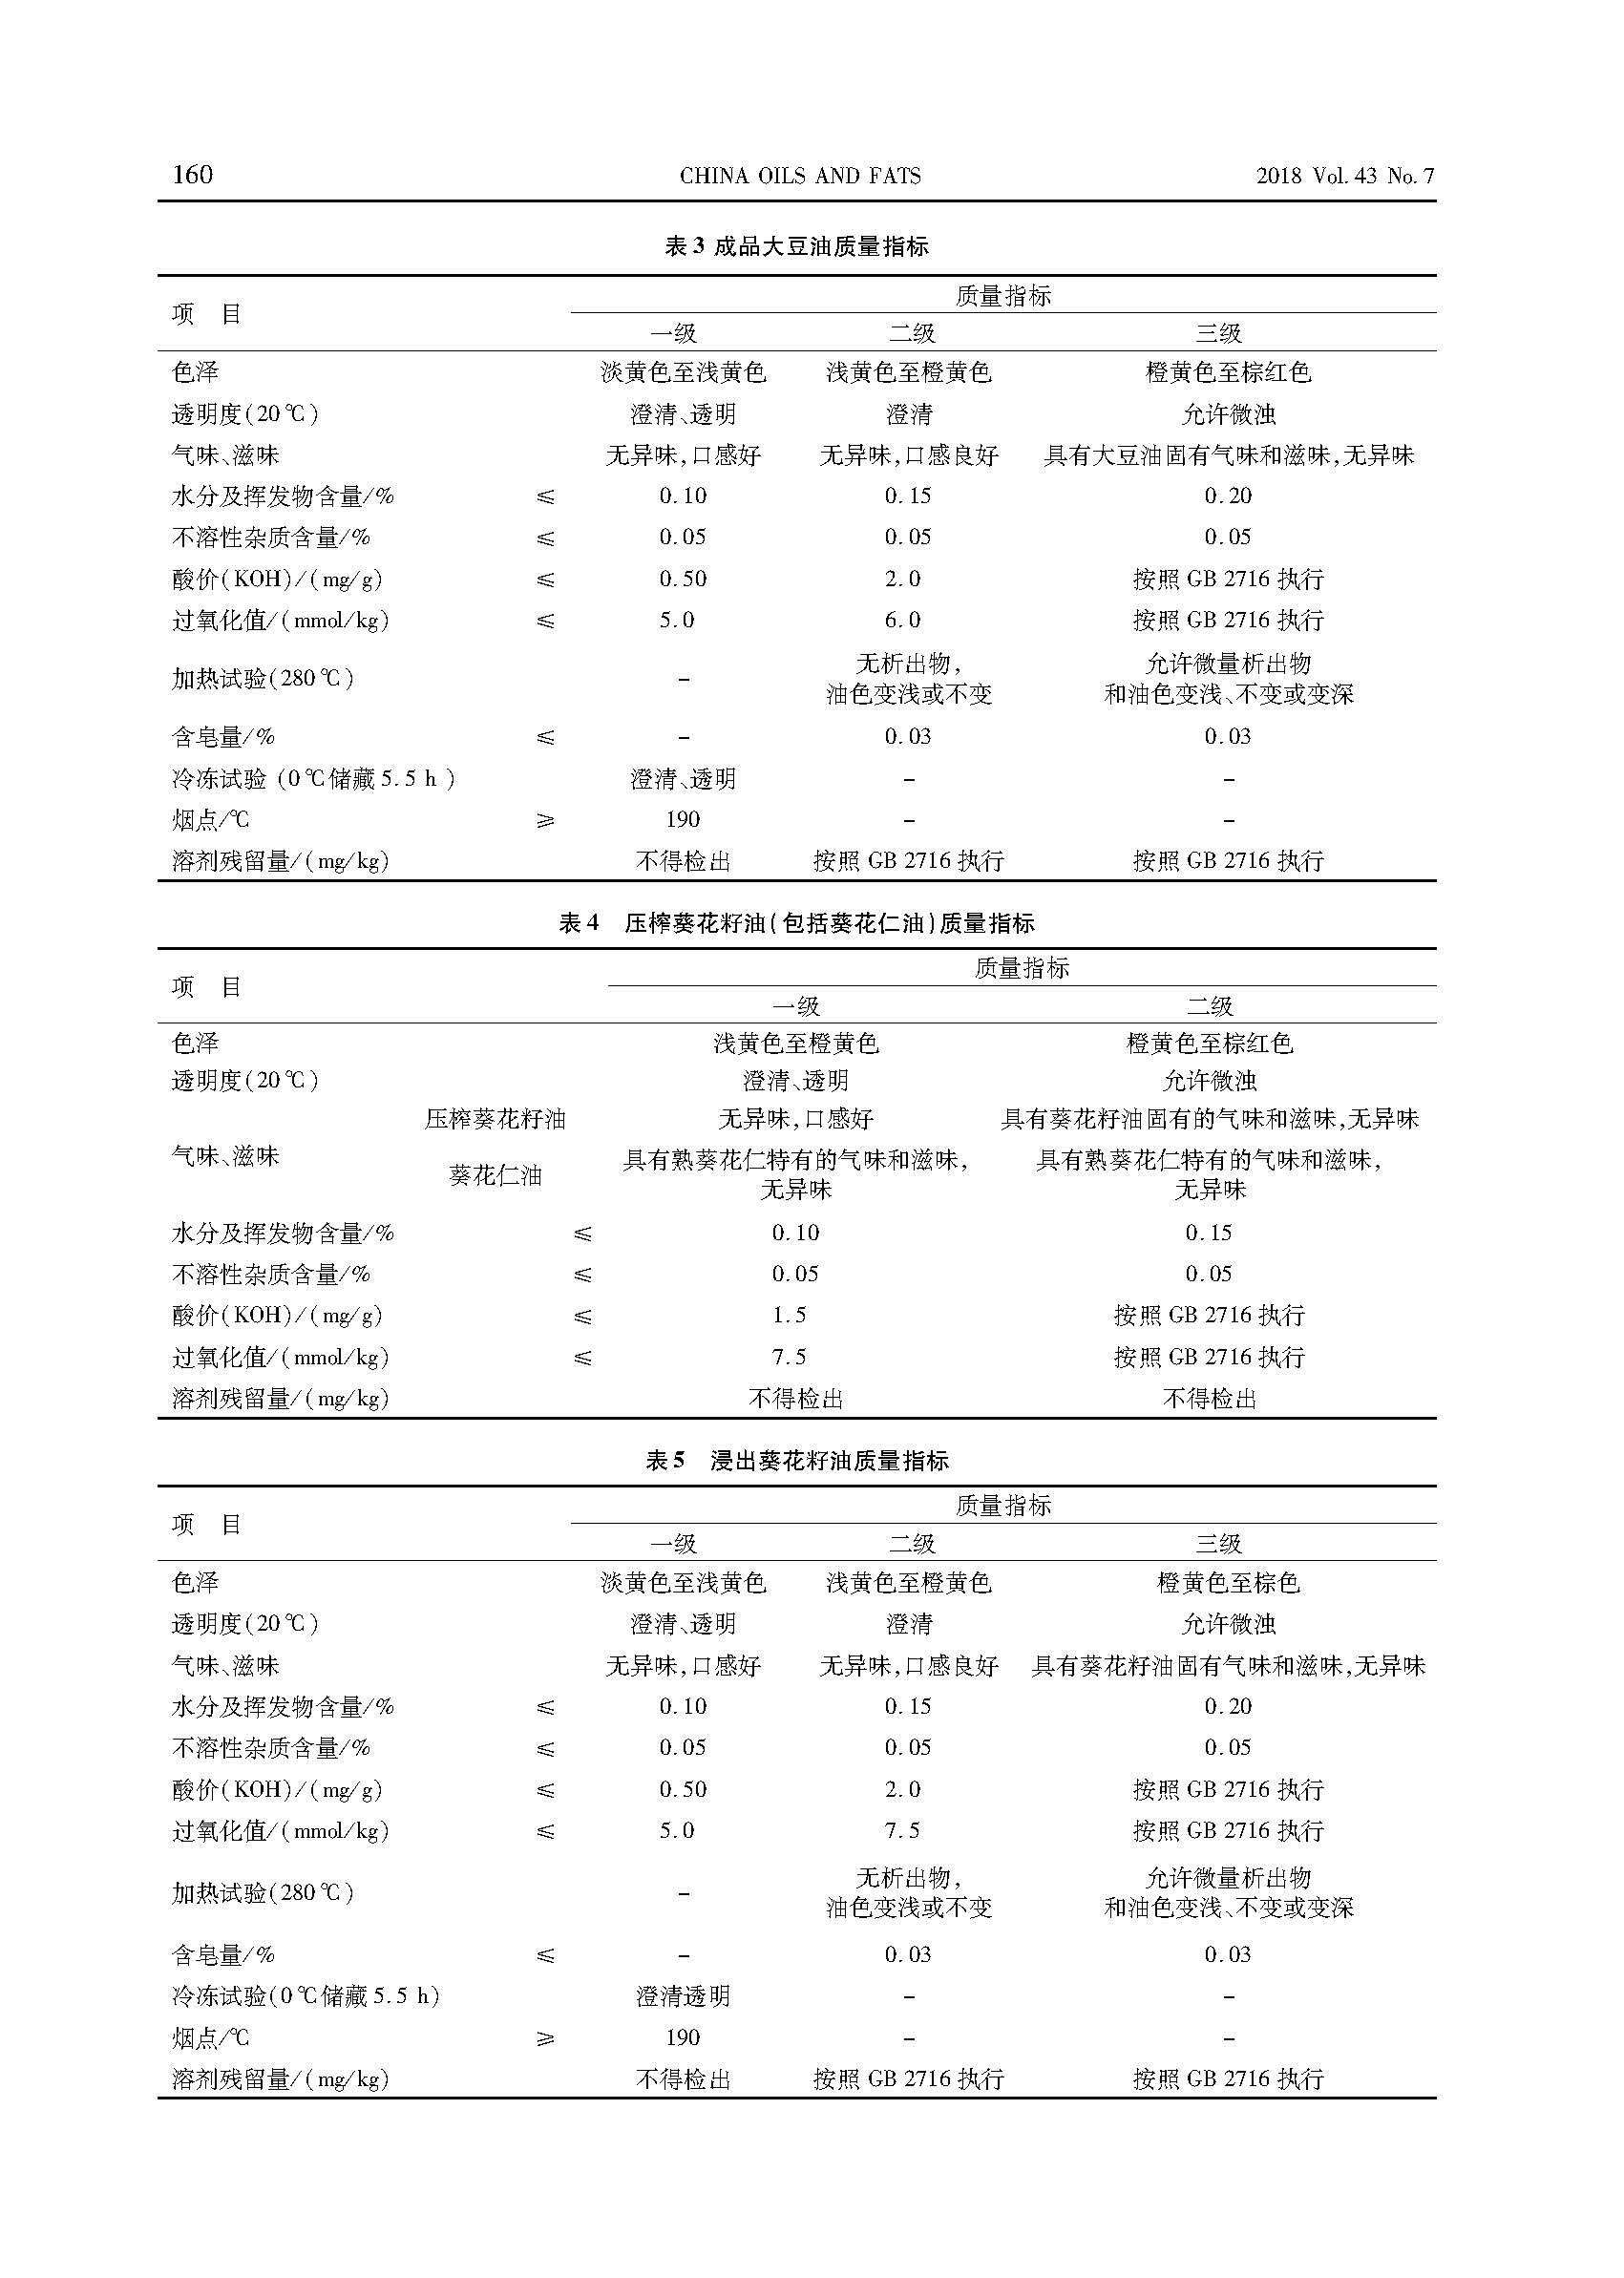 160 CHINA OILS AND FATS 2018 Vol. 43 No. 7
表 3 成品大豆油质量指标
项 目 质量指标
一级 二级 三级
色泽 淡黄色至浅黄色 浅黄色至橙黄色 橙黄色至棕红色
透明度(20℃) 澄清、透明 澄清 允许微浊
气味、滋味 无异味,口感好 无异味,口感良好 具有大豆油固有气味和滋味,无异味
水分及挥发物含量/% ≤ 0.10 0.15 0.20
不溶性杂质含量/% ≤ 0.05 0.05 0.05
酸价(KOH)/(mg/g) ≤ 0.50 2.0 按照 GB 2716 执行
过氧化值/(mmol/kg) ≤ 5.0 6.0 按照 GB 2716 执行
加热试验(280℃) - 无析出物, 允许微量析出物
油色变浅或不变 和油色变浅、不变或变深
含皂量/% ≤ - 0.03 0.03
冷冻试验 (0℃储藏 5.5 h ) 澄清、透明 - -
烟点/℃ ≥ 190 - -
溶剂残留量/(mg/kg) 不得检出 按照 GB 2716 执行 按照 GB 2716 执行
表 4 压榨葵花籽油(包括葵花仁油)质量指标
项 目 质量指标
一级 二级
色泽 浅黄色至橙黄色 橙黄色至棕红色
透明度(20℃) 澄清、透明 允许微浊
压榨葵花籽油 无异味,口感好 具有葵花籽油固有的气味和滋味,无异味
气味、滋味 葵花仁油 具有熟葵花仁特有的气味和滋味, 具有熟葵花仁特有的气味和滋味,
无异味 无异味
水分及挥发物含量/% ≤ 0.10 0.15
不溶性杂质含量/% ≤ 0.05 0.05
酸价(KOH)/(mg/g) ≤ 1.5 按照 GB 2716 执行
过氧化值/(mmol/kg) ≤ 7.5 按照 GB 2716 执行
溶剂残留量/(mg/kg) 不得检出 不得检出
表 5 浸出葵花籽油质量指标
项 目 质量指标
一级 二级 三级
色泽 淡黄色至浅黄色 浅黄色至橙黄色 橙黄色至棕色
透明度(20℃) 澄清、透明 澄清 允许微浊
气味、滋味 无异味,口感好 无异味,口感良好 具有葵花籽油固有气味和滋味,无异味
水分及挥发物含量/% ≤ 0.10 0.15 0.20
不溶性杂质含量/% ≤ 0.05 0.05 0.05
酸价(KOH)/(mg/g) ≤ 0.50 2.0 按照 GB 2716 执行
过氧化值/(mmol/kg) ≤ 5.0 7.5 按照 GB 2716 执行
加热试验(280℃) - 无析出物, 允许微量析出物
油色变浅或不变 和油色变浅、不变或变深
含皂量/% ≤ - 0.03 0.03
冷冻试验(0℃储藏 5.5 h) 澄清透明 - -
烟点/℃ ≥ 190 - -
溶剂残留量/(mg/kg) 不得检出 按照 GB 2716 执行 按照 GB 2716 执行